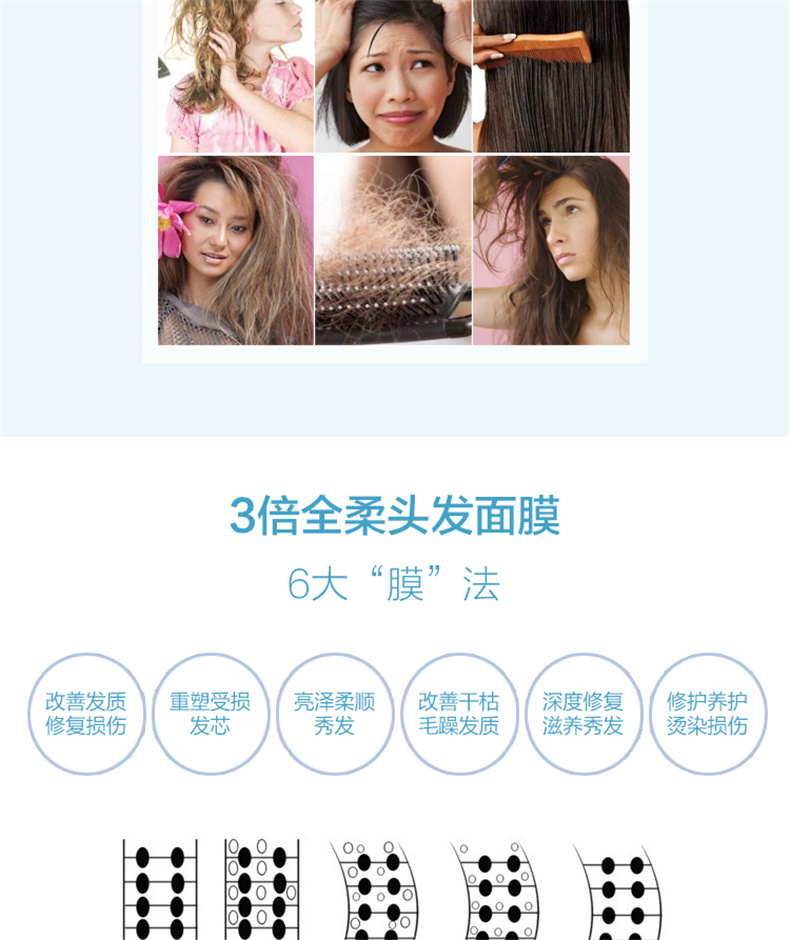 3倍全柔头发面膜
6大“膜”法
改善发质
修复损伤
重塑受损
发芯
亮泽柔顺
秀发
改善干枯
毛躁发质
深度修复
滋养秀发
修护养护
烫染损伤